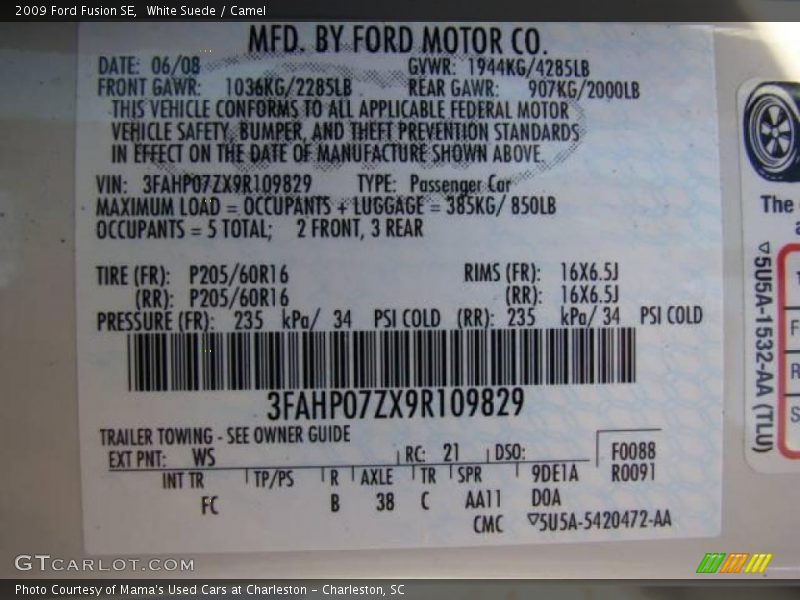 2009 Ford Fusion SE, White Suede / Camel
MFD. BY FORD MOTOR CO.
DATE: 06/08 GVWR: 1944KG/4285LB
FRONT GAWR: 1036KG/2285LB REAR GAWR: 907KG/2000LB
THIS VEHICLE CONFORMS TO ALL APPLICABLE FEDERAL MOTOR
VEHICLE SAFETY, BUMPER, AND THEFT PREVENTION STANDARDS
IN EFFECT ON THE DATE OF MANUFACTURE SHOWN ABOVE.
VIN: 3FAHP07ZX9R109829 TYPE: Passenger Car
MAXIMUM LOAD = OCCUPANTS + LUGGAGE = 385KG/ 850LB
OCCUPANTS = 5 TOTAL; 2 FRONT, 3 REAR
TIRE (FR): P205/60R16 RIMS (FR): 16X6.5J
(RR): P205/60R16 (RR): 16X6.5J
PRESSURE (FR): 235 kPa/ 34 PSI COLD (RR): 235 kPa/ 34 PSI COLD
3FAHP07ZX9R109829
TRAILER TOWING - SEE OWNER GUIDE
EXT PNT: WS RC: 21 DSO: F0088
INT TR TP/PS R AXLE TR SPR 9DE1A R0091
FC B 38 C AA11 D0A
CMC ▽5U5A-5420472-AA
The
▽5U5A-1532-AA (TLU)
F
R
S
GTCARLOT.COM
Photo Courtesy of Mama's Used Cars at Charleston – Charleston, SC